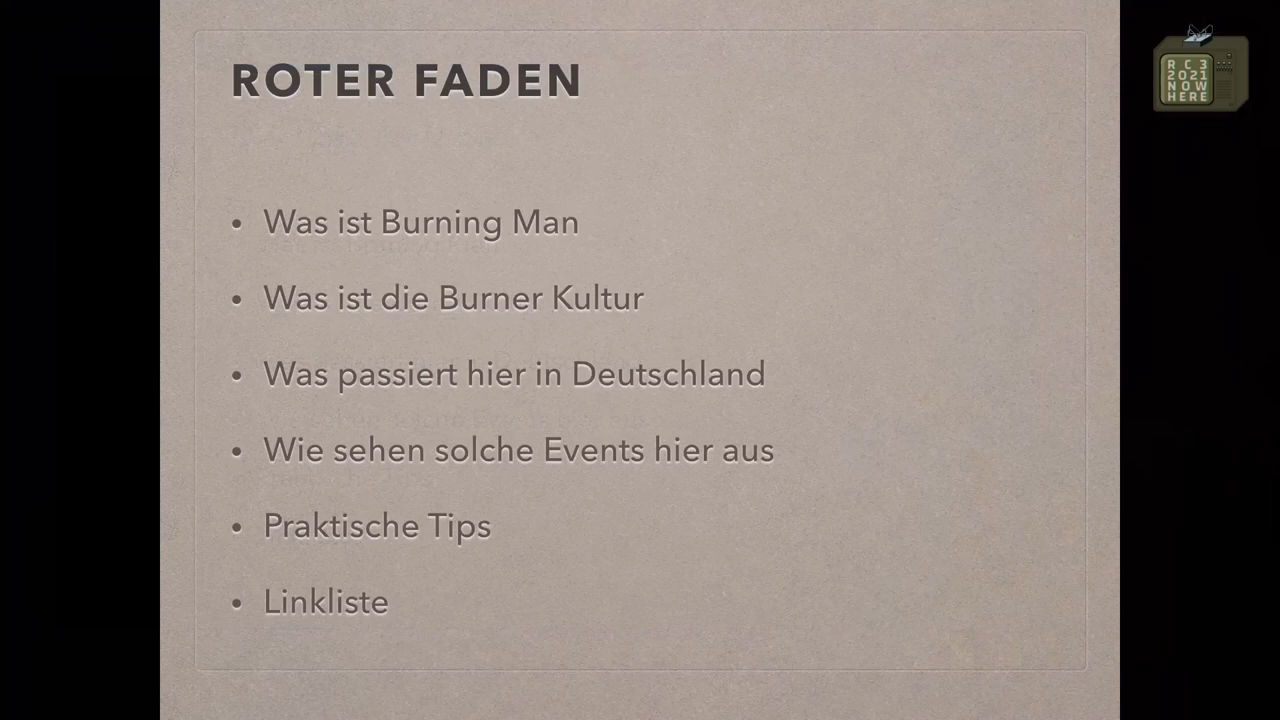 ROTER FADEN
• Was ist Burning Man
• Was ist die Burner Kultur
• Was passiert hier in Deutschland
• Wie sehen solche Events hier aus
• Praktische Tips
• Linkliste
R C 3
2021
NOW
HERE